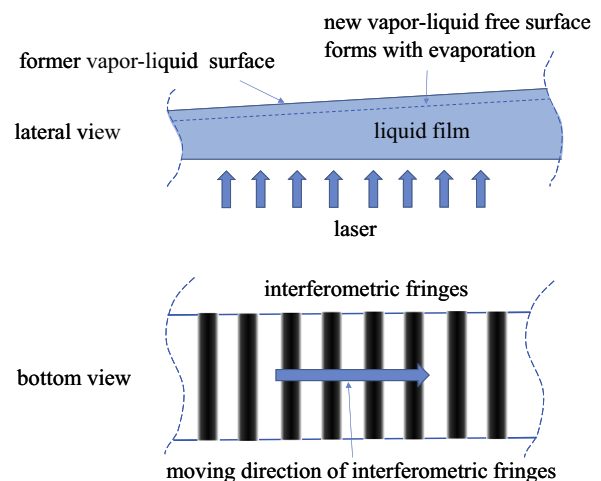 new vapor-liquid free surface
forms with evaporation
former vapor-liquid surface
lateral view
liquid film
laser
interferometric fringes
bottom view
moving direction of interferometric fringes